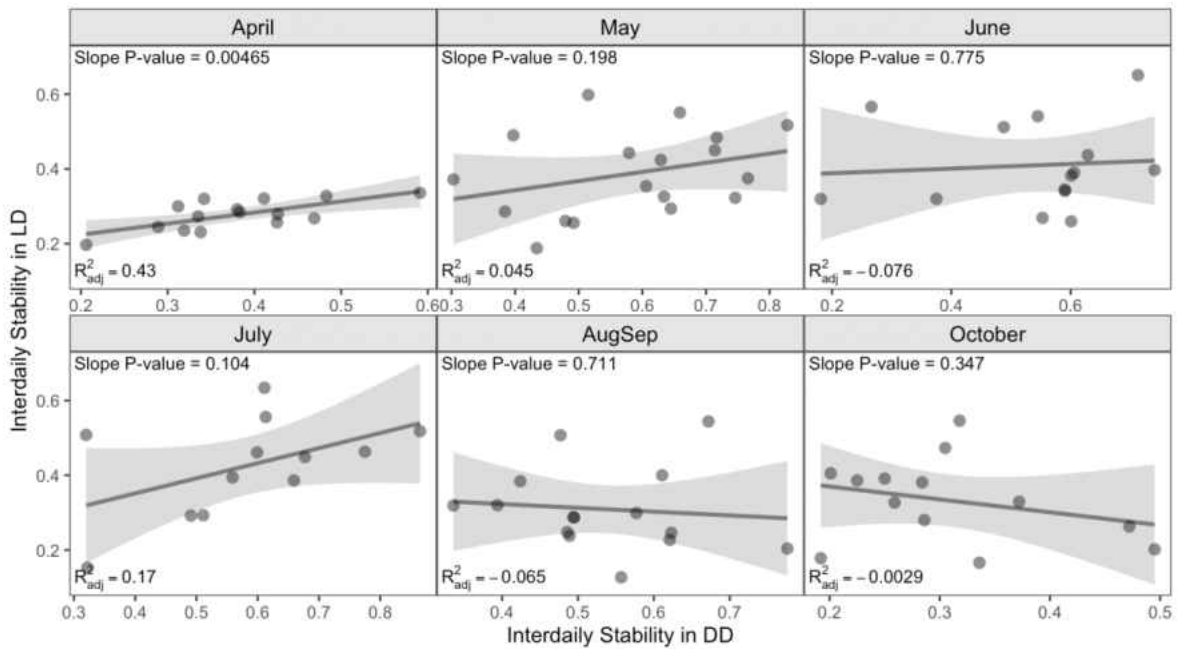 April
May
June
Slope P-value = 0.00465
Slope P-value = 0.198
Slope P-value = 0.775
0.6
0.4
0.2
R²adj = 0.43
R²adj = 0.045
R²adj = −0.076
0.2 0.3 0.4 0.5 0.6
0.3 0.4 0.5 0.6 0.7 0.8
0.4 0.6
Interdaily Stability in LD
July
AugSep
October
Slope P-value = 0.104
Slope P-value = 0.711
Slope P-value = 0.347
0.6
0.4
0.2
R²adj = 0.17
R²adj = −0.065
R²adj = −0.0029
0.3 0.4 0.5 0.6 0.7 0.8
0.4 0.5 0.6 0.7
0.2 0.3 0.4 0.5
Interdaily Stability in DD